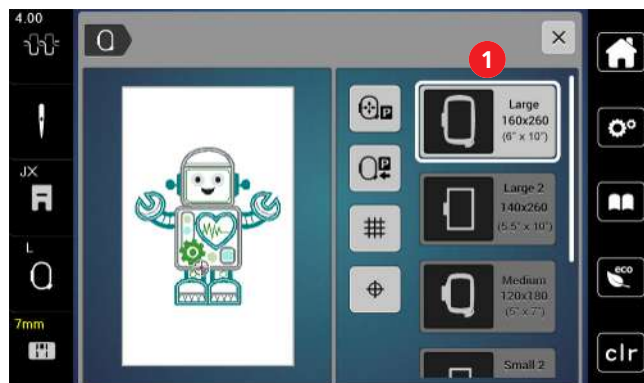 4.00
JX
L
7mm
1
P
P
Large
160x260
(6" x 10")
Large 2
140x260
(5.5" x 10")
Medium
120x180
(5" x 7")
Small 2
eco
clr